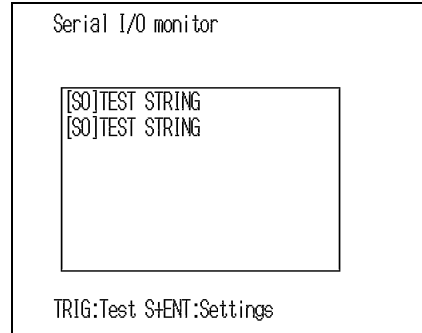 Serial I/O monitor
[SO]TEST STRING
[SO]TEST STRING
TRIG:Test S+ENT:Settings